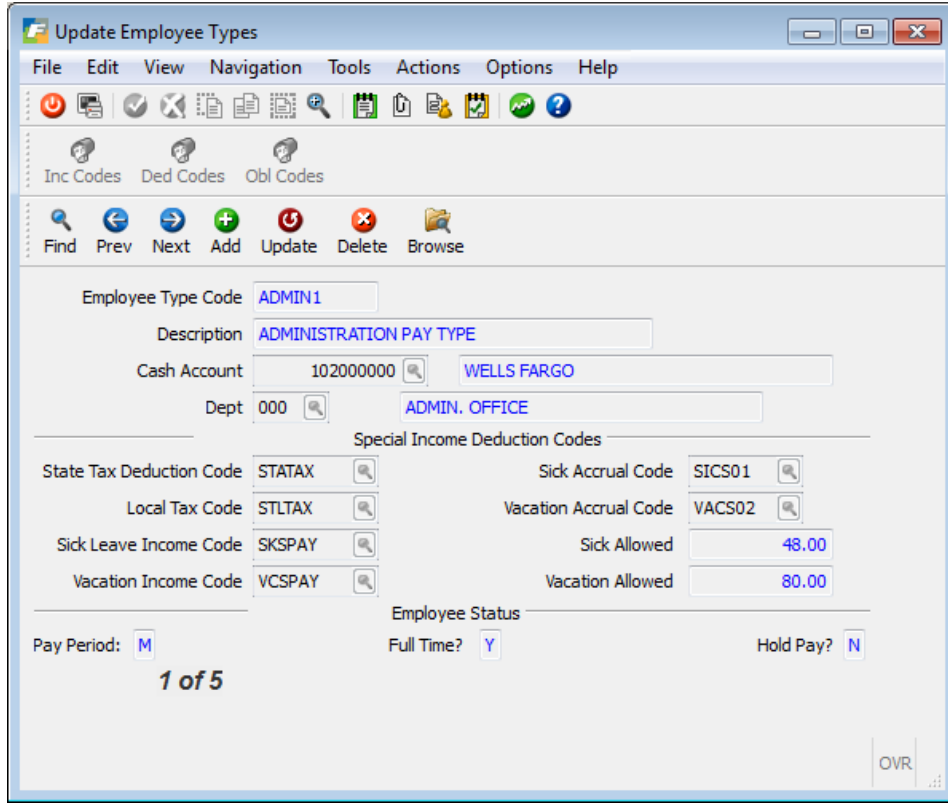 Update Employee Types
File Edit View Navigation Tools Actions Options Help
Inc Codes Ded Codes Obl Codes
Find Prev Next Add Update Delete Browse
Employee Type Code ADMIN1
Description ADMINISTRATION PAY TYPE
Cash Account 102000000 WELLS FARGO
Dept 000 ADMIN. OFFICE
Special Income Deduction Codes
State Tax Deduction Code STATAX Sick Accrual Code SICS01
Local Tax Code STLTAX Vacation Accrual Code VACS02
Sick Leave Income Code SKSPAY Sick Allowed 48.00
Vacation Income Code VCSPAY Vacation Allowed 80.00
Employee Status
Pay Period: M Full Time? Y Hold Pay? N
1 of 5
OVR